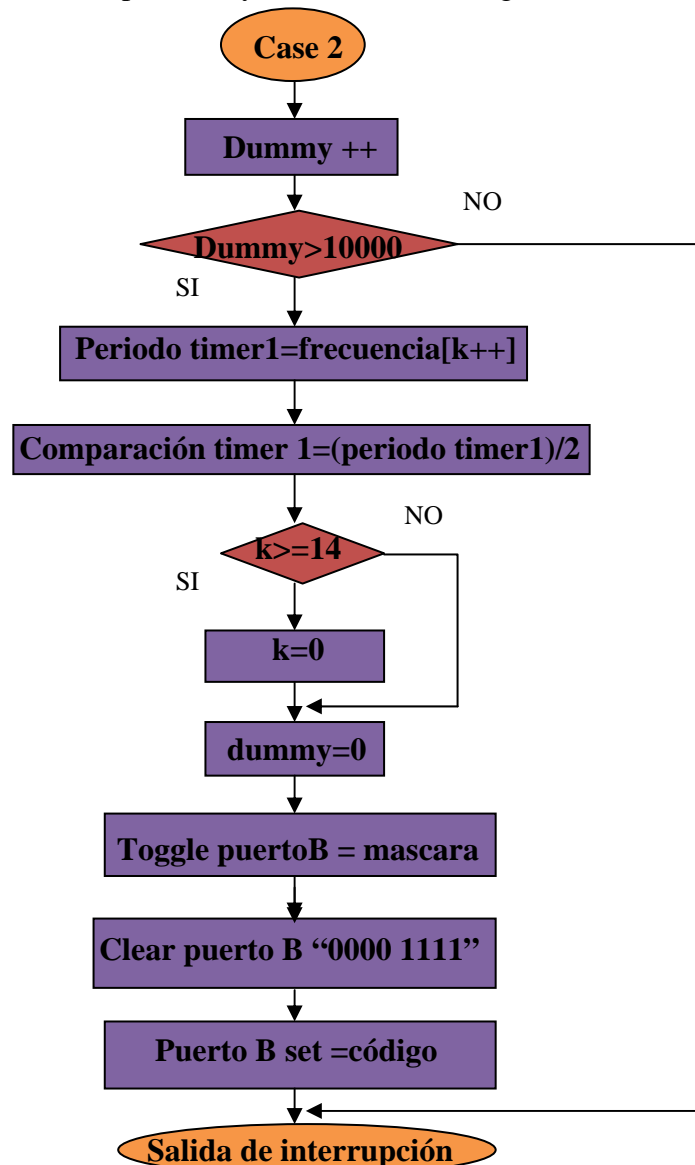 Case 2
Dummy ++
NO
Dummy>10000
SI
Periodo timer1=frecuencia[k++]
Comparación timer 1=(periodo timer1)/2
NO
k>=14
SI
k=0
dummy=0
Toggle puertoB = mascara
Clear puerto B “0000 1111”
Puerto B set =código
Salida de interrupción